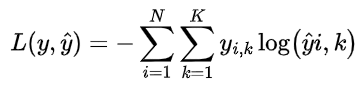 L(y, ŷ) = − ∑_{i=1}^{N} ∑_{k=1}^{K} y_{i,k} log(ŷi, k)